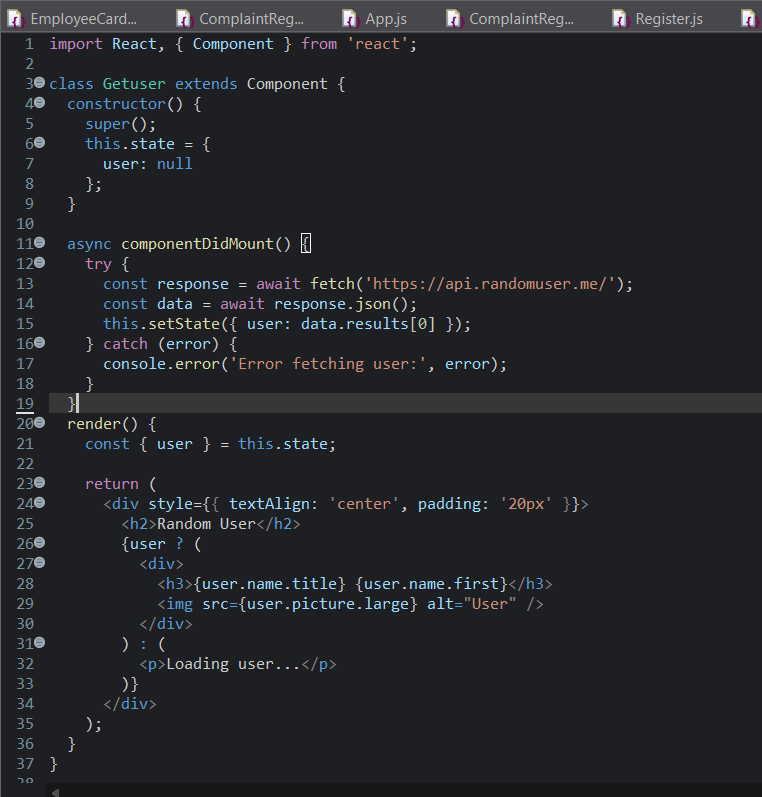 EmployeeCard... ComplaintReg... App.js ComplaintReg... Register.js
1 import React, { Component } from 'react';
2
3 class Getuser extends Component {
4   constructor() {
5     super();
6     this.state = {
7       user: null
8     };
9   }
10
11   async componentDidMount() {
12     try {
13       const response = await fetch('https://api.randomuser.me/');
14       const data = await response.json();
15       this.setState({ user: data.results[0] });
16     } catch (error) {
17       console.error('Error fetching user:', error);
18     }
19   }
20   render() {
21     const { user } = this.state;
22
23     return (
24       <div style={{ textAlign: 'center', padding: '20px' }}>
25         <h2>Random User</h2>
26         {user ? (
27           <div>
28             <h3>{user.name.title} {user.name.first}</h3>
29             <img src={user.picture.large} alt="User" />
30           </div>
31         ) : (
32           <p>Loading user...</p>
33         )}
34       </div>
35     );
36   }
37 }
38